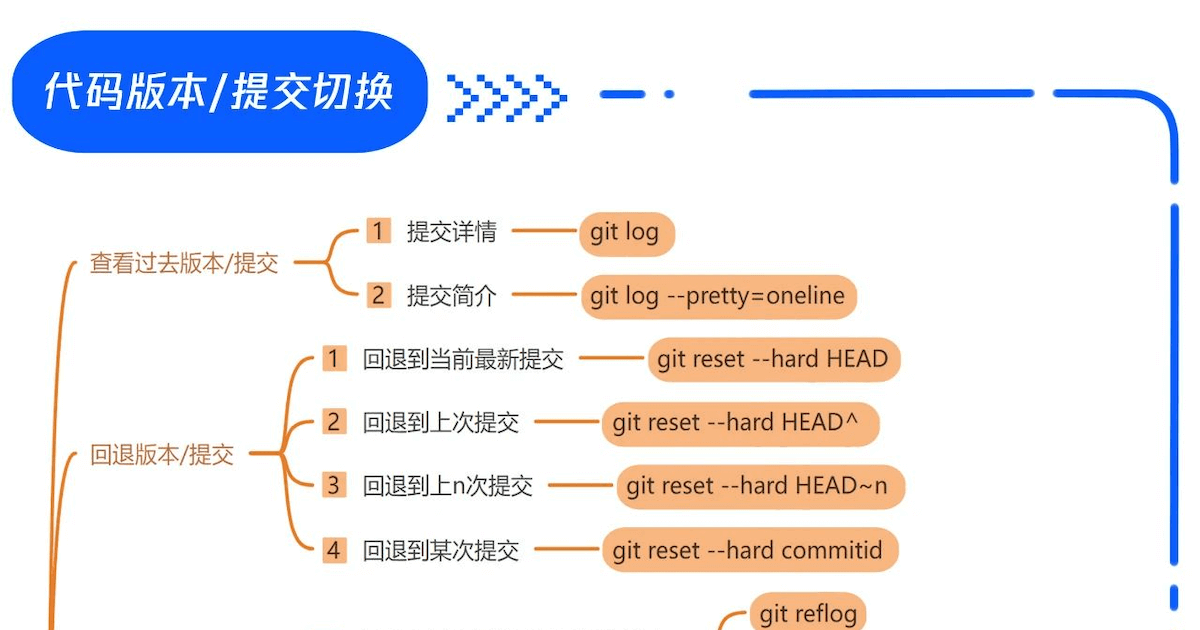 代码版本/提交切换
查看过去版本/提交
1 提交详情 git log
2 提交简介 git log --pretty=oneline
回退版本/提交
1 回退到当前最新提交 git reset --hard HEAD
2 回退到上次提交 git reset --hard HEAD^
3 回退到上n次提交 git reset --hard HEAD~n
4 回退到某次提交 git reset --hard commitid
git reflog